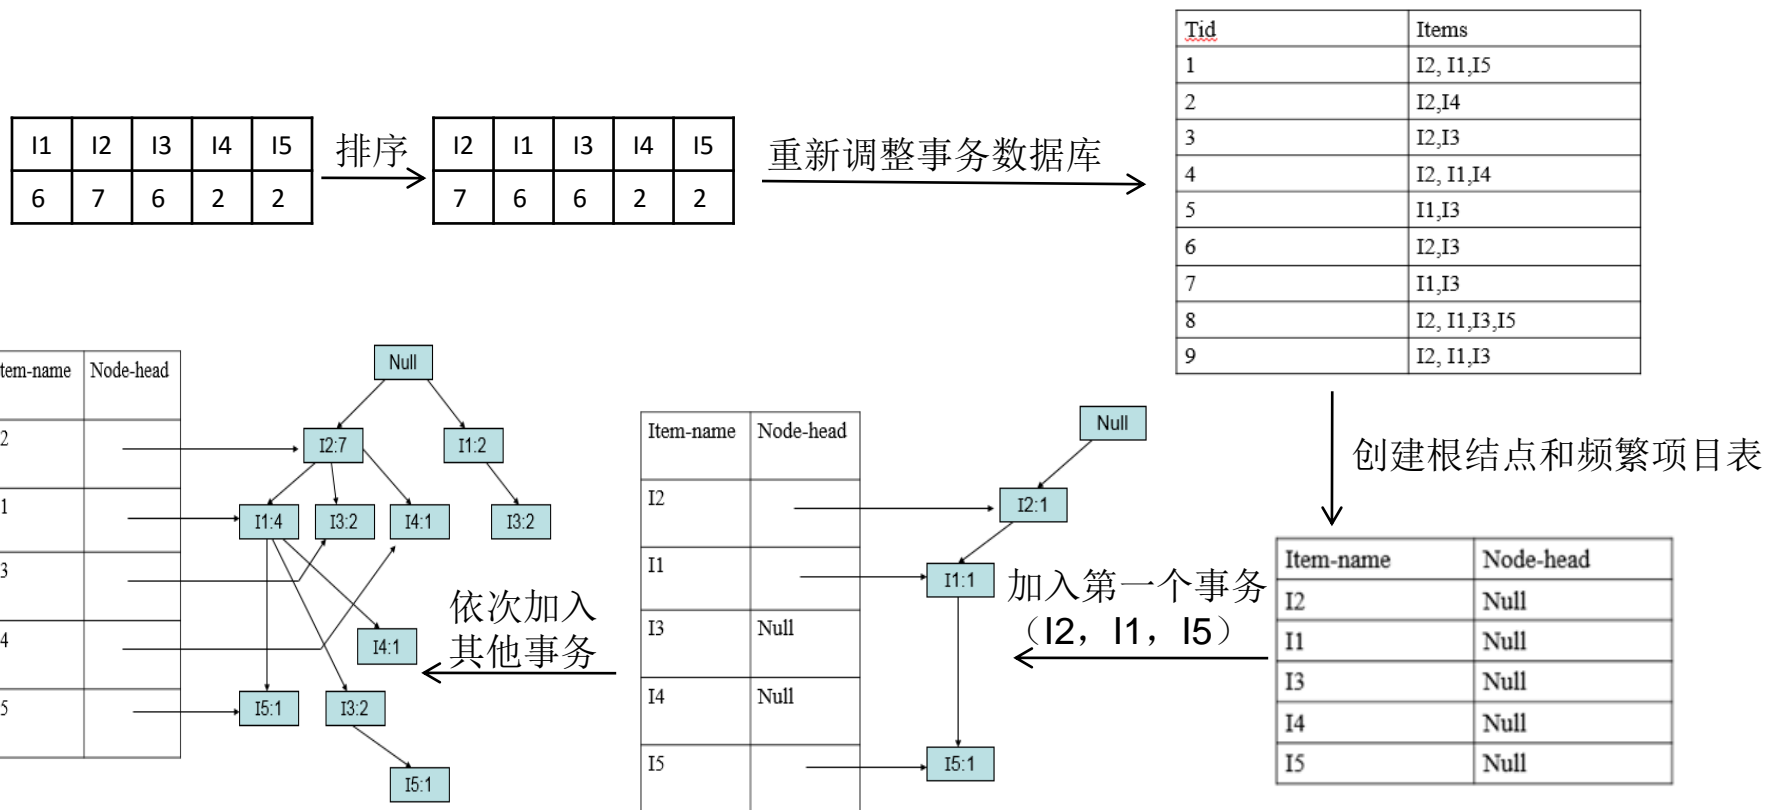 I1 I2 I3 I4 I5
6 7 6 2 2
排序
I2 I1 I3 I4 I5
7 6 6 2 2
重新调整事务数据库
Tid Items
1 I2, I1,I5
2 I2,I4
3 I2,I3
4 I2, I1,I4
5 I1,I3
6 I2,I3
7 I1,I3
8 I2, I1,I3,I5
9 I2, I1,I3
创建根结点和频繁项目表
Item-name Node-head
I2 Null
I1 Null
I3 Null
I4 Null
I5 Null
加入第一个事务
（I2，I1，I5）
Item-name Node-head
I2
I1
I3 Null
I4 Null
I5
Null
I2:1
I1:1
I5:1
依次加入
其他事务
tem-name Node-head
2
1
3
4
5
Null
I2:7 I1:2
I1:4 I3:2 I4:1 I3:2
I4:1
I5:1 I3:2
I5:1